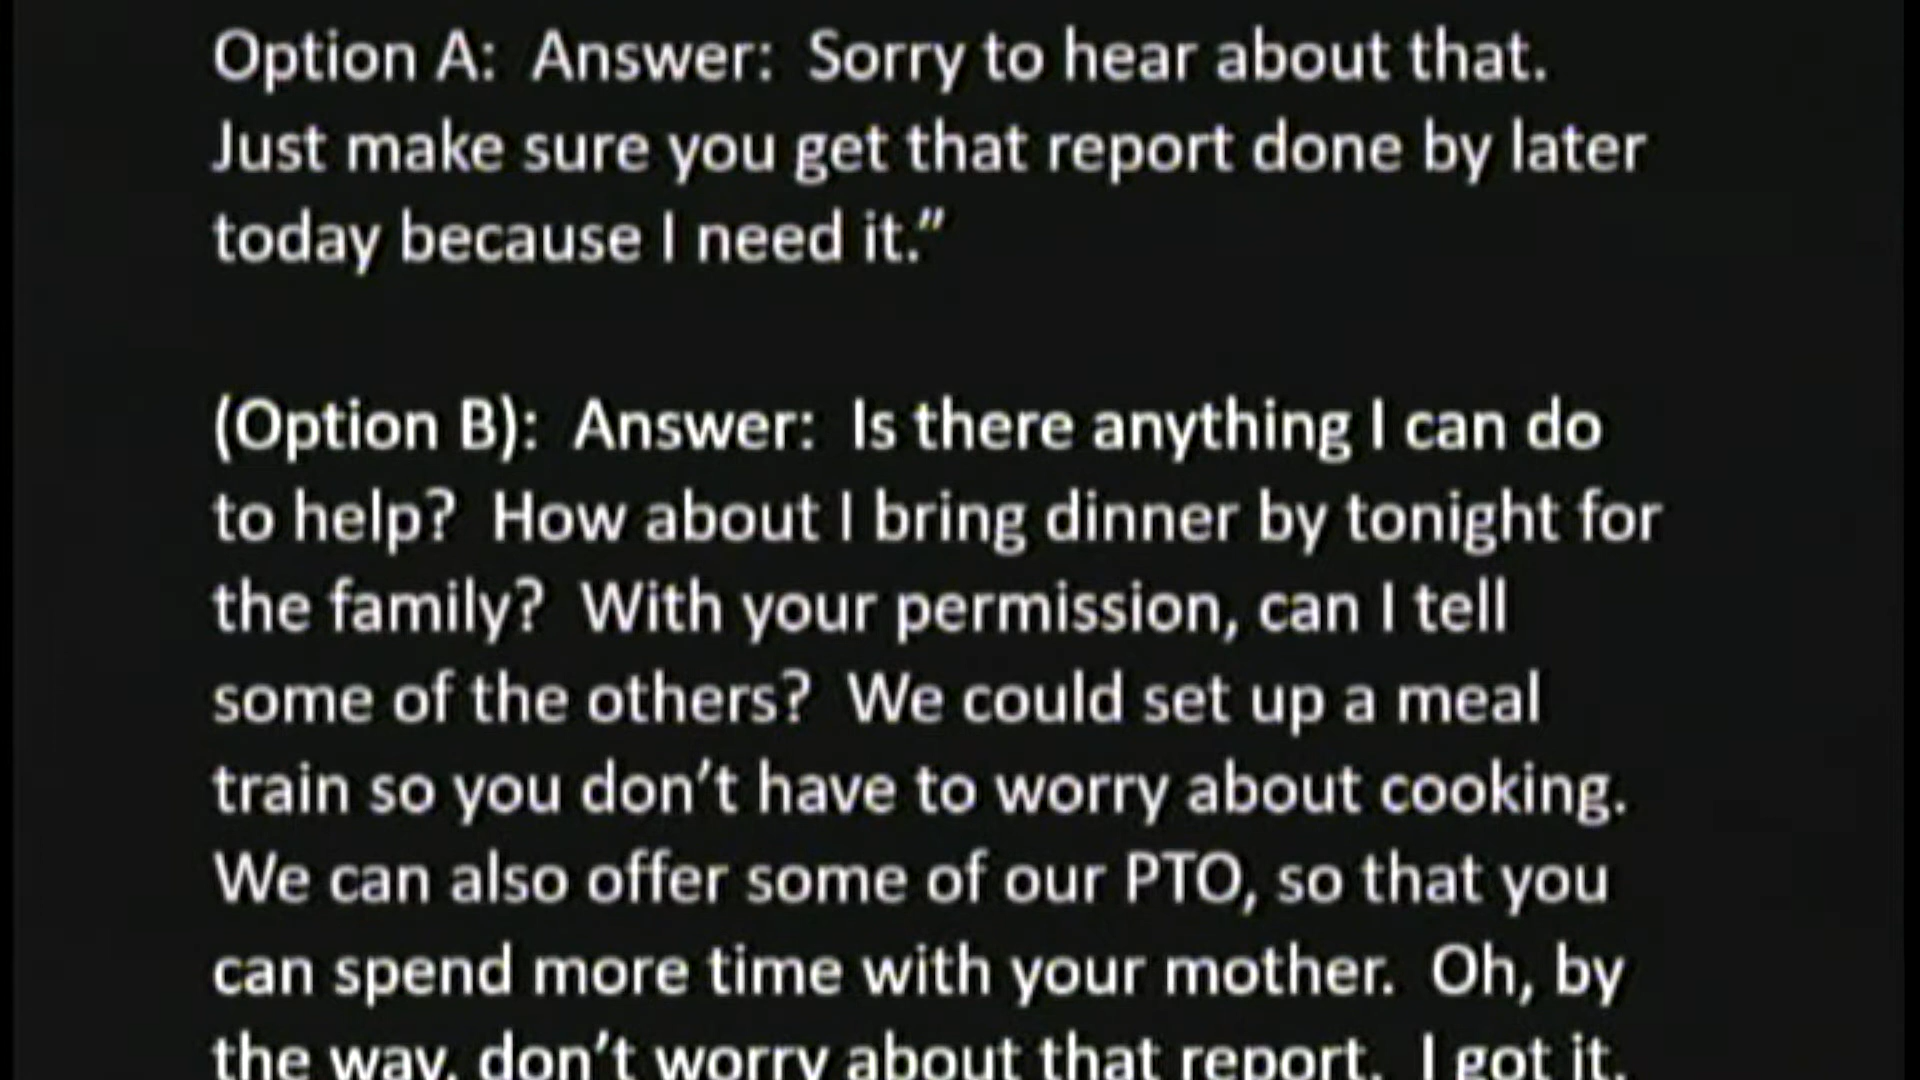 Option A:  Answer:  Sorry to hear about that.
Just make sure you get that report done by later
today because I need it.”
(Option B):  Answer:  Is there anything I can do
to help?  How about I bring dinner by tonight for
the family?  With your permission, can I tell
some of the others?  We could set up a meal
train so you don’t have to worry about cooking.
We can also offer some of our PTO, so that you
can spend more time with your mother.  Oh, by
the way, don’t worry about that report.  I got it.